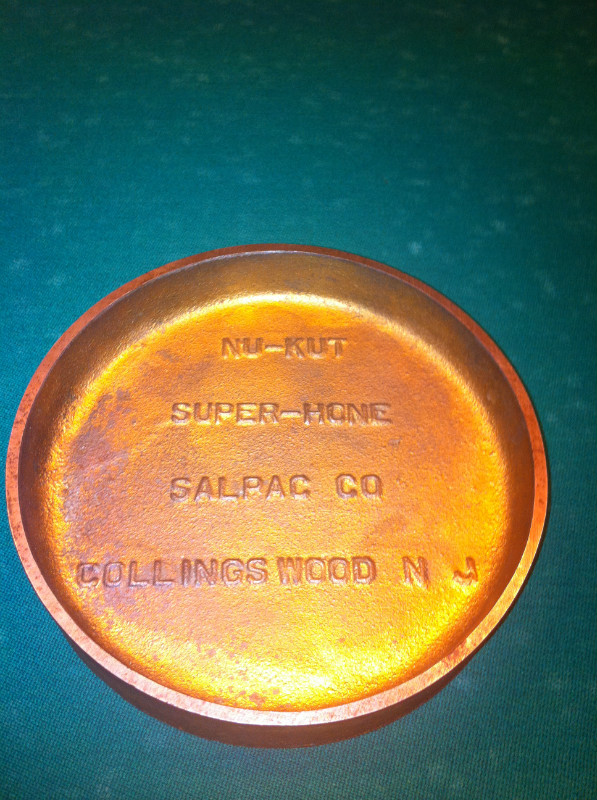 NU-KUT
SUPER-HONE
SALPAC CO
COLLINGSWOOD N J